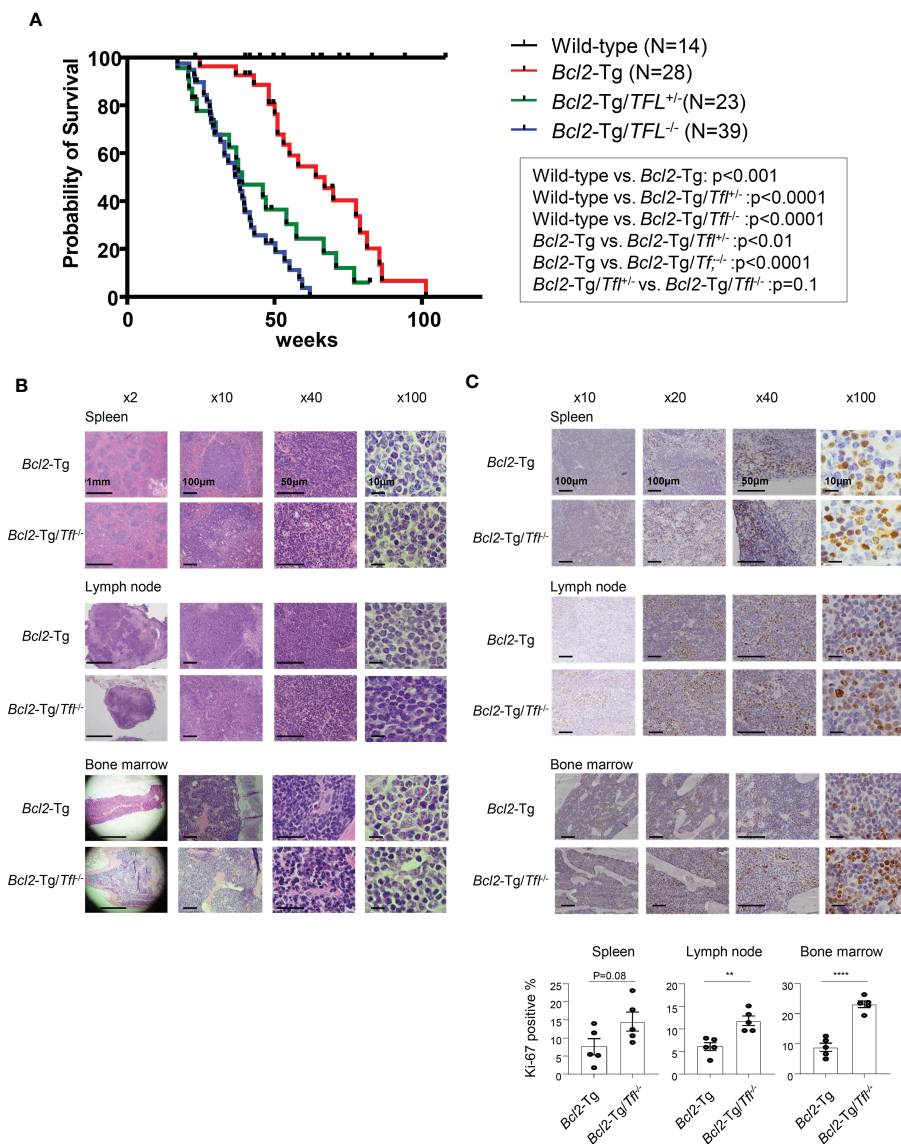 A
100
80
60
40
20
0
Probability of Survival
0 50 100
weeks
Wild-type (N=14)
Bcl2-Tg (N=28)
Bcl2-Tg/TFL+/- (N=23)
Bcl2-Tg/TFL-/- (N=39)
Wild-type vs. Bcl2-Tg: p<0.001
Wild-type vs. Bcl2-Tg/Tfl+/- :p<0.0001
Wild-type vs. Bcl2-Tg/Tfl-/- :p<0.0001
Bcl2-Tg vs. Bcl2-Tg/Tfl+/- :p<0.01
Bcl2-Tg vs. Bcl2-Tg/Tf;-/- :p<0.0001
Bcl2-Tg/Tfl+/- vs. Bcl2-Tg/Tfl-/- :p=0.1
B
x2 x10 x40 x100
Spleen
Bcl2-Tg
1mm 100µm 50µm 10µm
Bcl2-Tg/Tfl-/-
Lymph node
Bcl2-Tg
Bcl2-Tg/Tfl-/-
Bone marrow
Bcl2-Tg
Bcl2-Tg/Tfl-/-
C
x10 x20 x40 x100
Spleen
Bcl2-Tg
100µm 100µm 50µm 10µm
Bcl2-Tg/Tfl-/-
Lymph node
Bcl2-Tg
Bcl2-Tg/Tfl-/-
Bone marrow
Bcl2-Tg
Bcl2-Tg/Tfl-/-
Ki-67 positive %
Spleen
P=0.08
25
20
15
10
5
0
Bcl2-Tg
Bcl2-Tg/Tfl-/-
Lymph node
**
20
15
10
5
0
Bcl2-Tg
Bcl2-Tg/Tfl-/-
Bone marrow
****
30
20
10
0
Bcl2-Tg
Bcl2-Tg/Tfl-/-